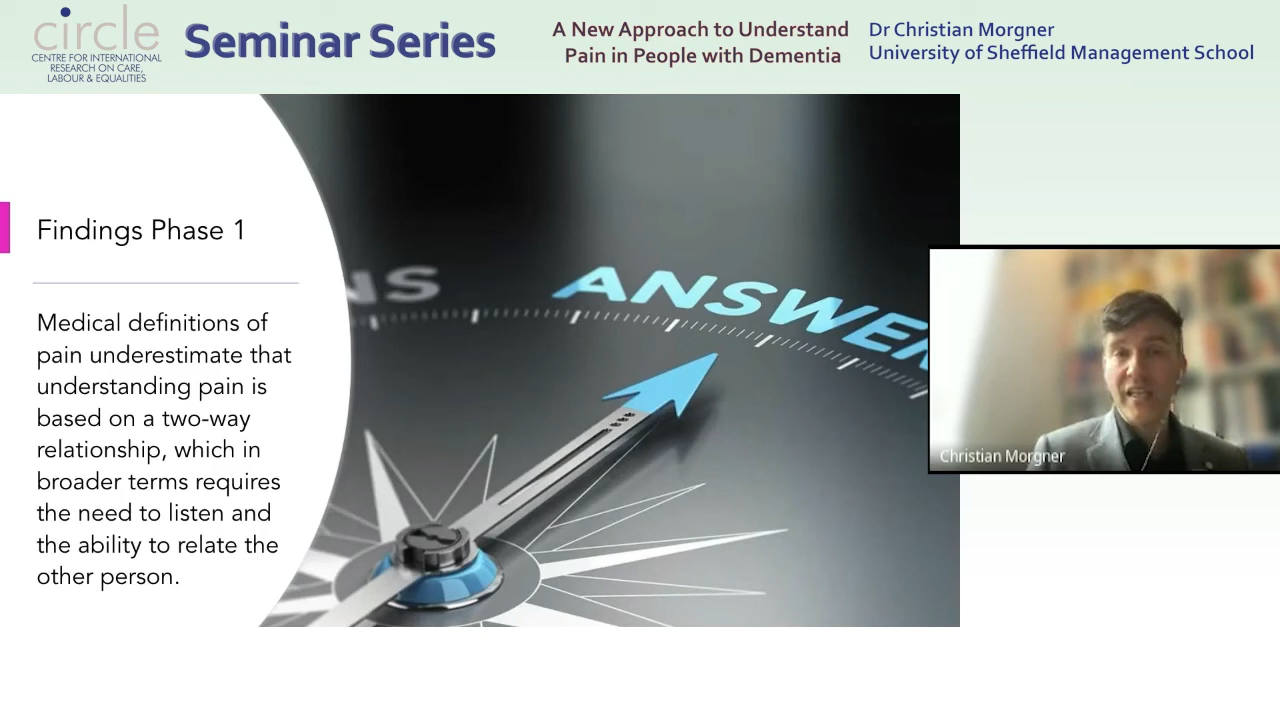 circle
CENTRE FOR INTERNATIONAL
RESEARCH ON CARE,
LABOUR & EQUALITIES
Seminar Series
A New Approach to Understand
Pain in People with Dementia
Dr Christian Morgner
University of Sheffield Management School
Findings Phase 1
Medical definitions of
pain underestimate that
understanding pain is
based on a two-way
relationship, which in
broader terms requires
the need to listen and
the ability to relate the
other person.
NS
ANSWER
Christian Morgner